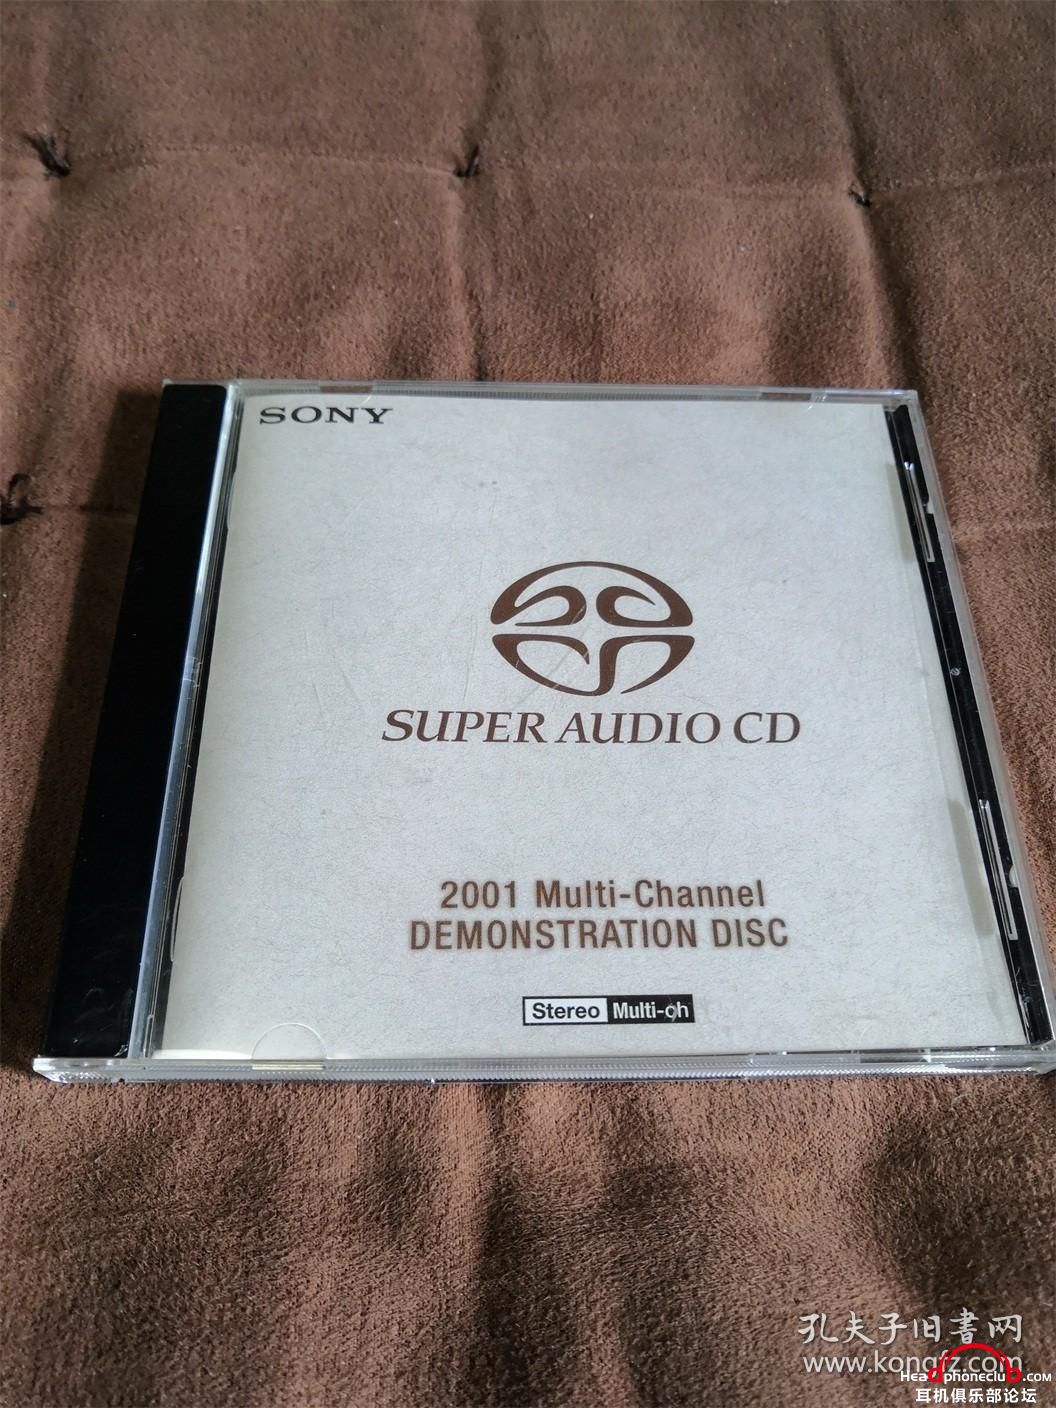 SONY
SUPER AUDIO CD
2001 Multi-Channel
DEMONSTRATION DISC
Stereo Multi-ch
孔夫子旧書网
www.kongfz.com
Headphoneclub.com
耳机俱乐部论坛